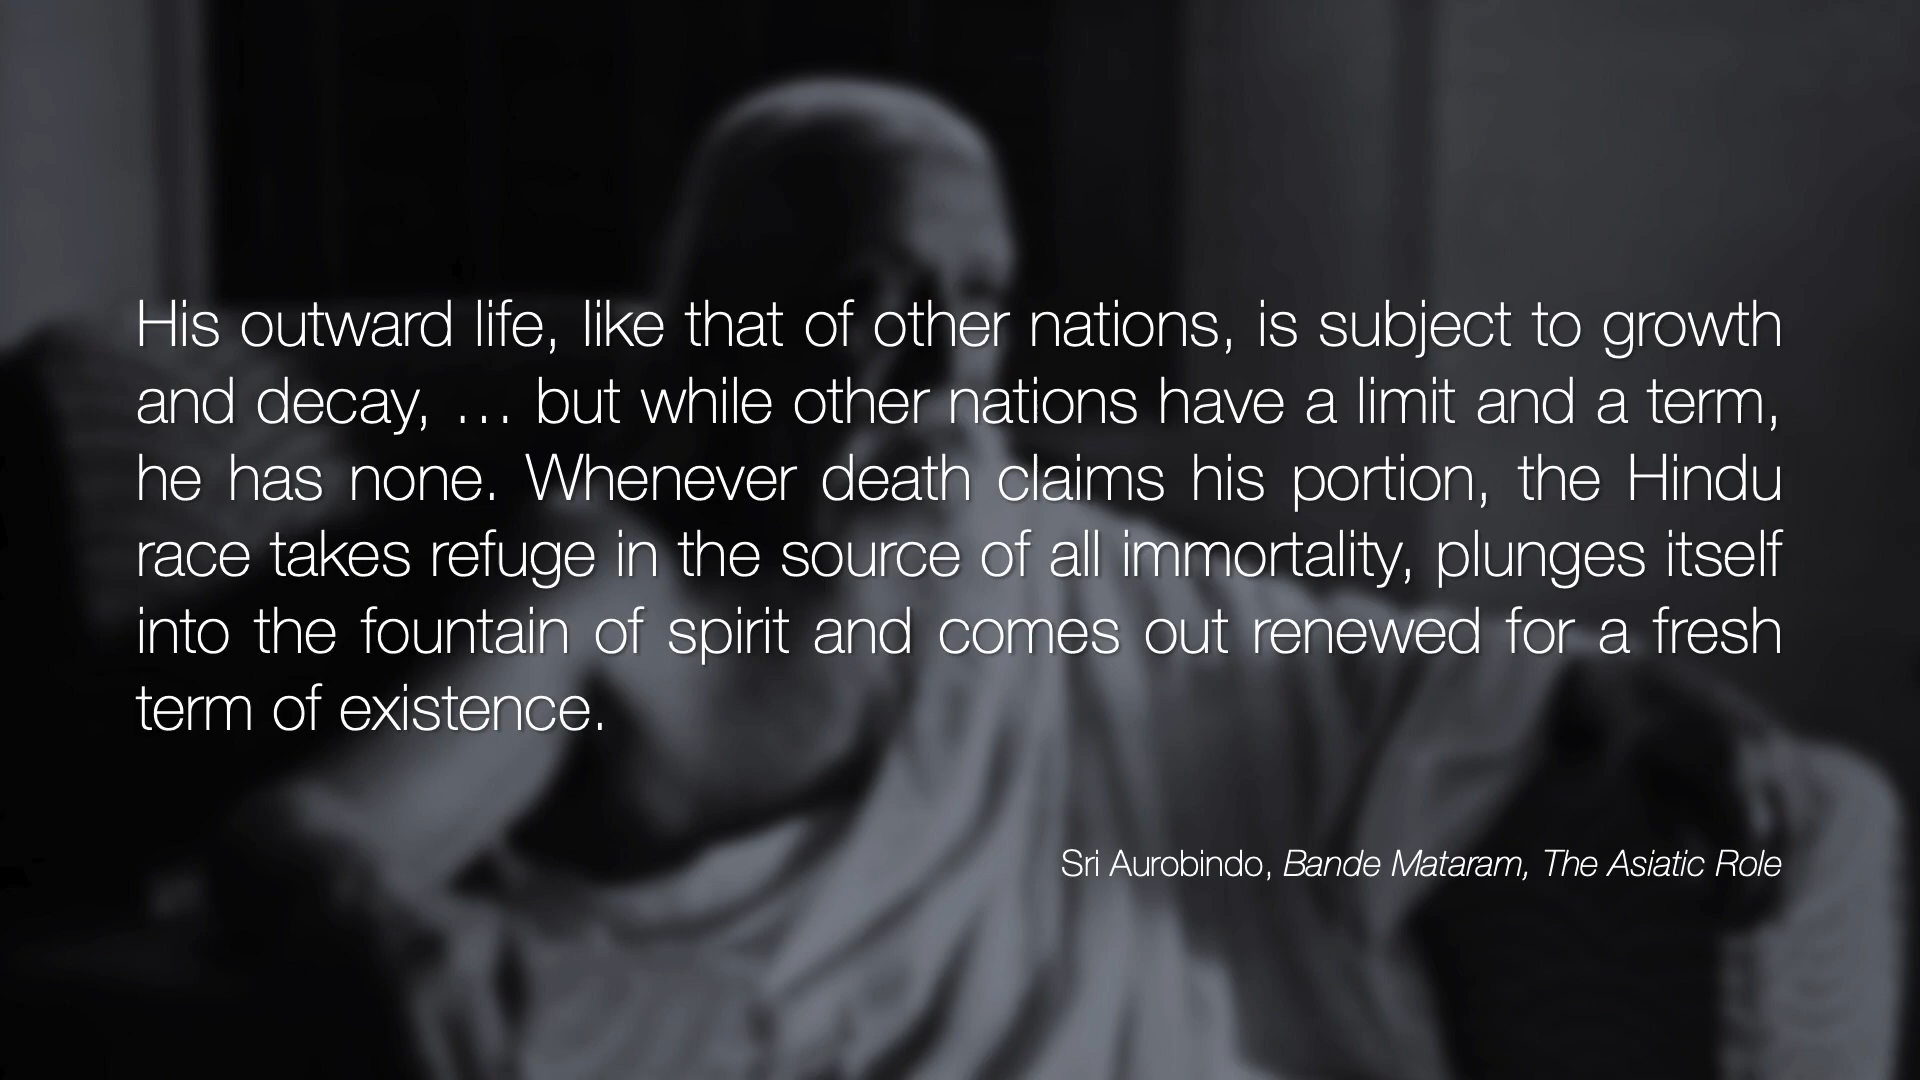 His outward life, like that of other nations, is subject to growth
and decay, … but while other nations have a limit and a term,
he has none. Whenever death claims his portion, the Hindu
race takes refuge in the source of all immortality, plunges itself
into the fountain of spirit and comes out renewed for a fresh
term of existence.
Sri Aurobindo, Bande Mataram, The Asiatic Role